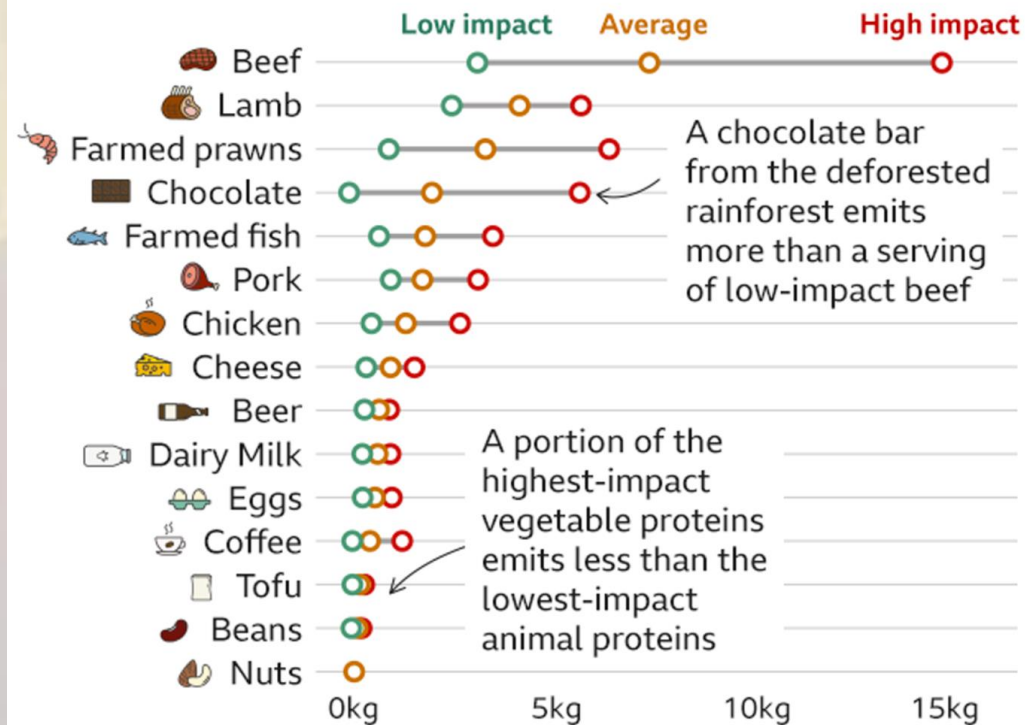 Low impact Average High impact
Beef
Lamb
Farmed prawns
Chocolate
A chocolate bar
from the deforested
rainforest emits
more than a serving
of low-impact beef
Farmed fish
Pork
Chicken
Cheese
Beer
Dairy Milk
Eggs
Coffee
Tofu
Beans
Nuts
A portion of the
highest-impact
vegetable proteins
emits less than the
lowest-impact
animal proteins
0kg 5kg 10kg 15kg